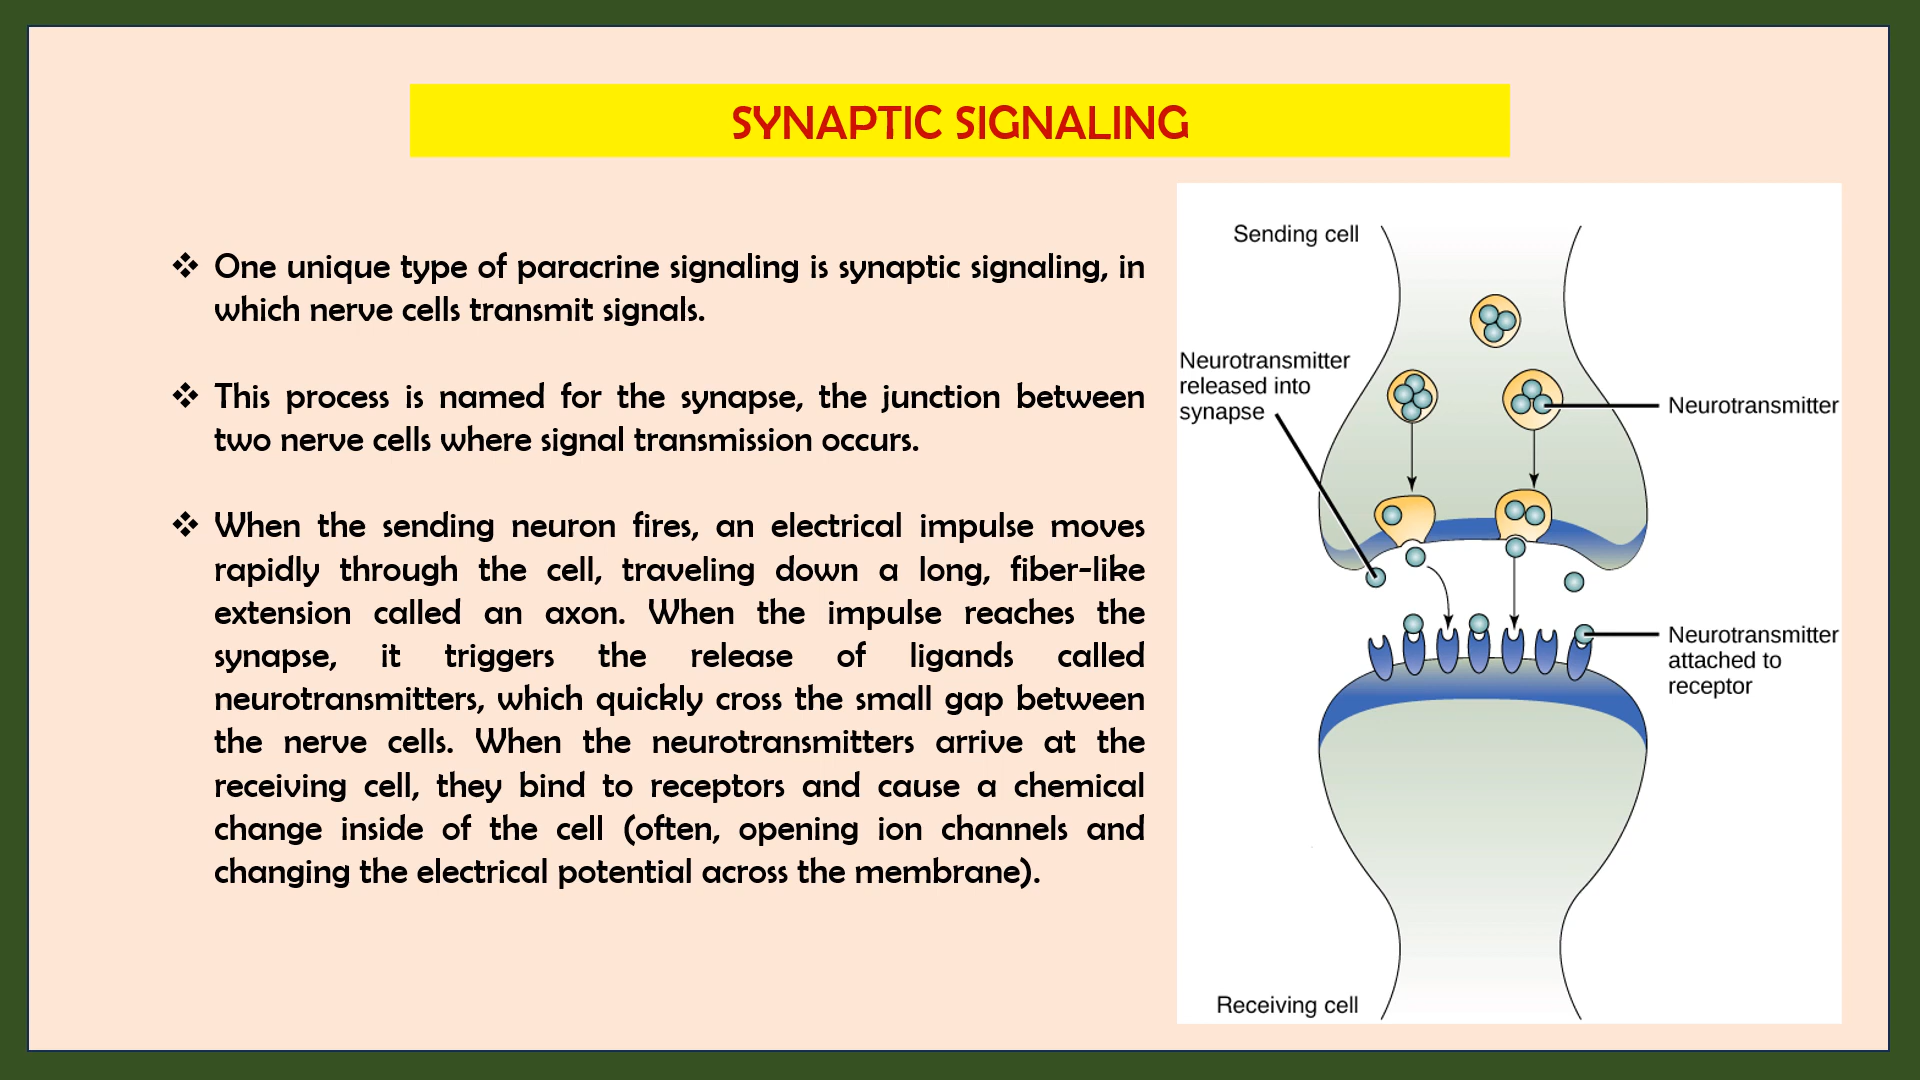 SYNAPTIC SIGNALING
❖ One unique type of paracrine signaling is synaptic signaling, in
which nerve cells transmit signals.
❖ This process is named for the synapse, the junction between
two nerve cells where signal transmission occurs.
❖ When the sending neuron fires, an electrical impulse moves
rapidly through the cell, traveling down a long, fiber-like
extension called an axon. When the impulse reaches the
synapse, it triggers the release of ligands called
neurotransmitters, which quickly cross the small gap between
the nerve cells. When the neurotransmitters arrive at the
receiving cell, they bind to receptors and cause a chemical
change inside of the cell (often, opening ion channels and
changing the electrical potential across the membrane).
Sending cell
Neurotransmitter
released into
synapse
Neurotransmitter
Neurotransmitter
attached to
receptor
Receiving cell